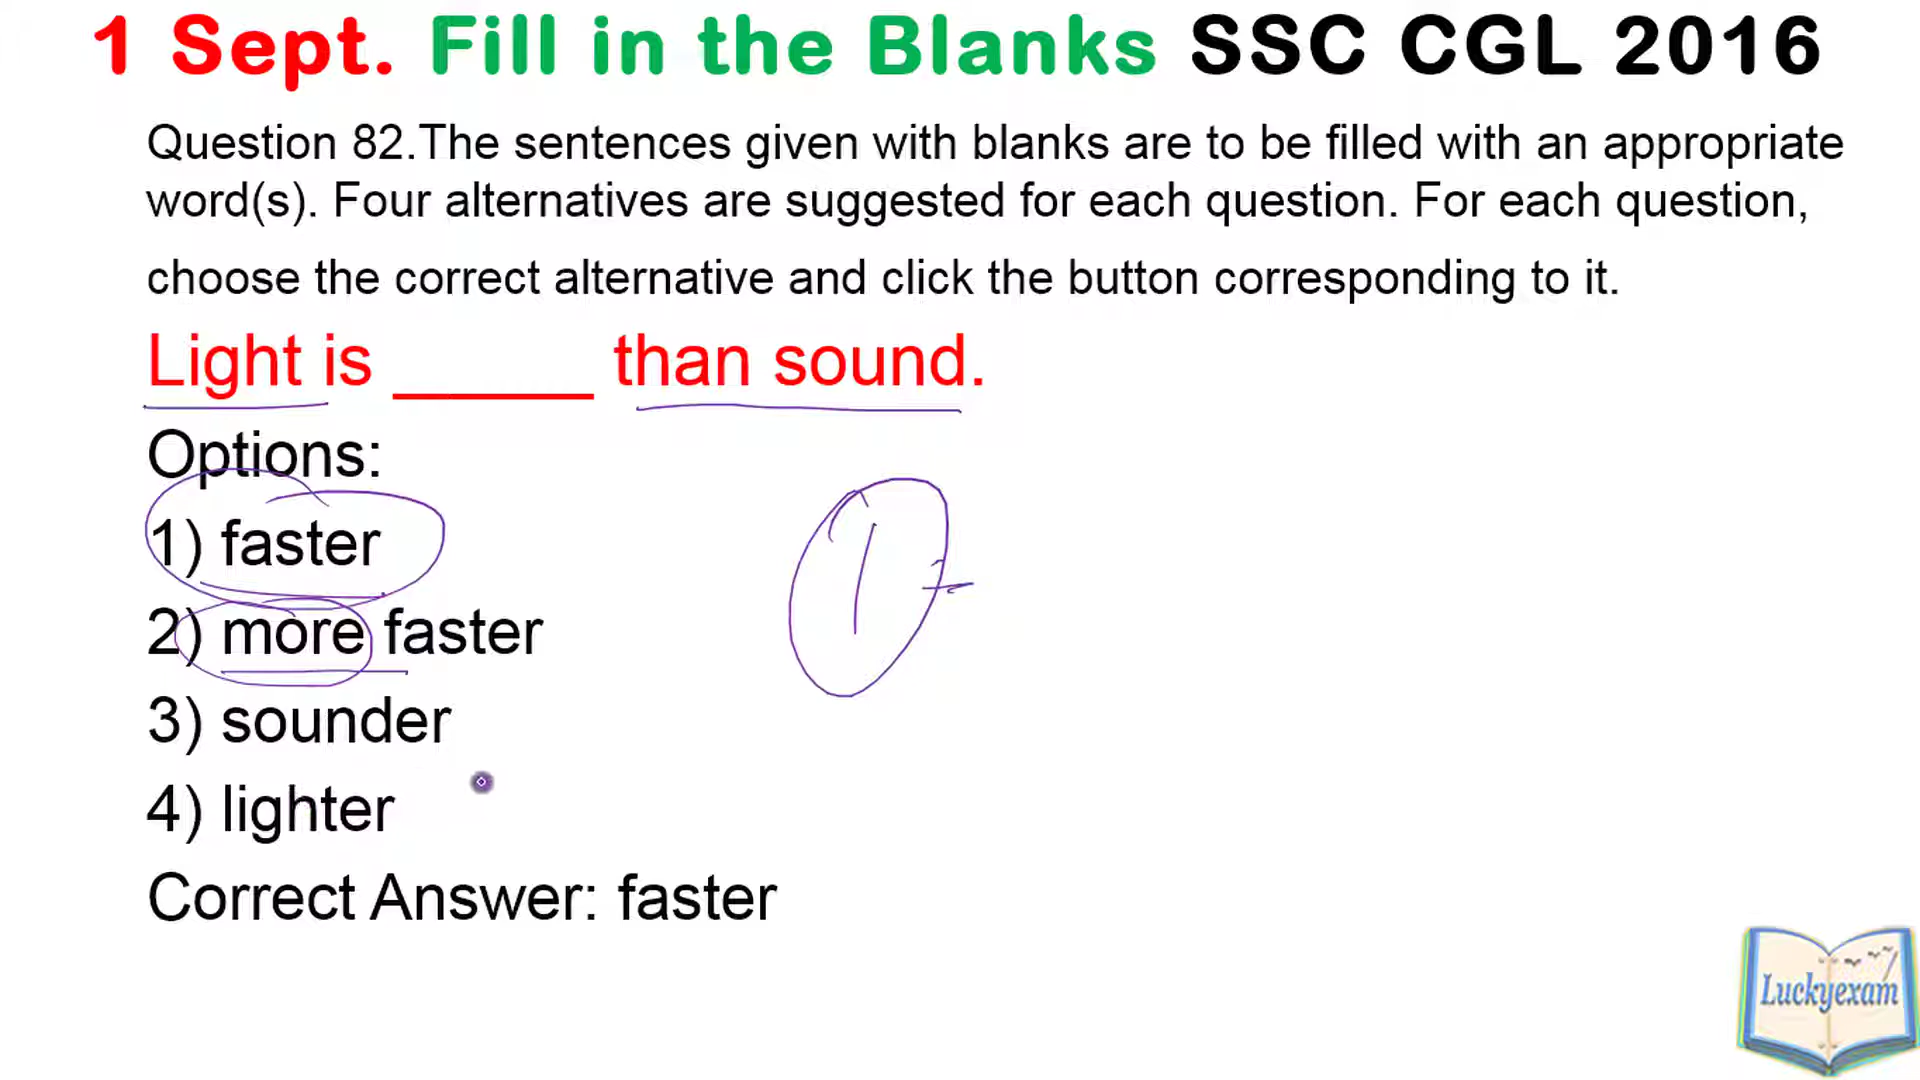 1 Sept. Fill in the Blanks SSC CGL 2016
Question 82.The sentences given with blanks are to be filled with an appropriate
word(s). Four alternatives are suggested for each question. For each question,
choose the correct alternative and click the button corresponding to it.
Light is ______ than sound.
Options:
1) faster
1
2) more faster
3) sounder
4) lighter
Correct Answer: faster
Luckyexam